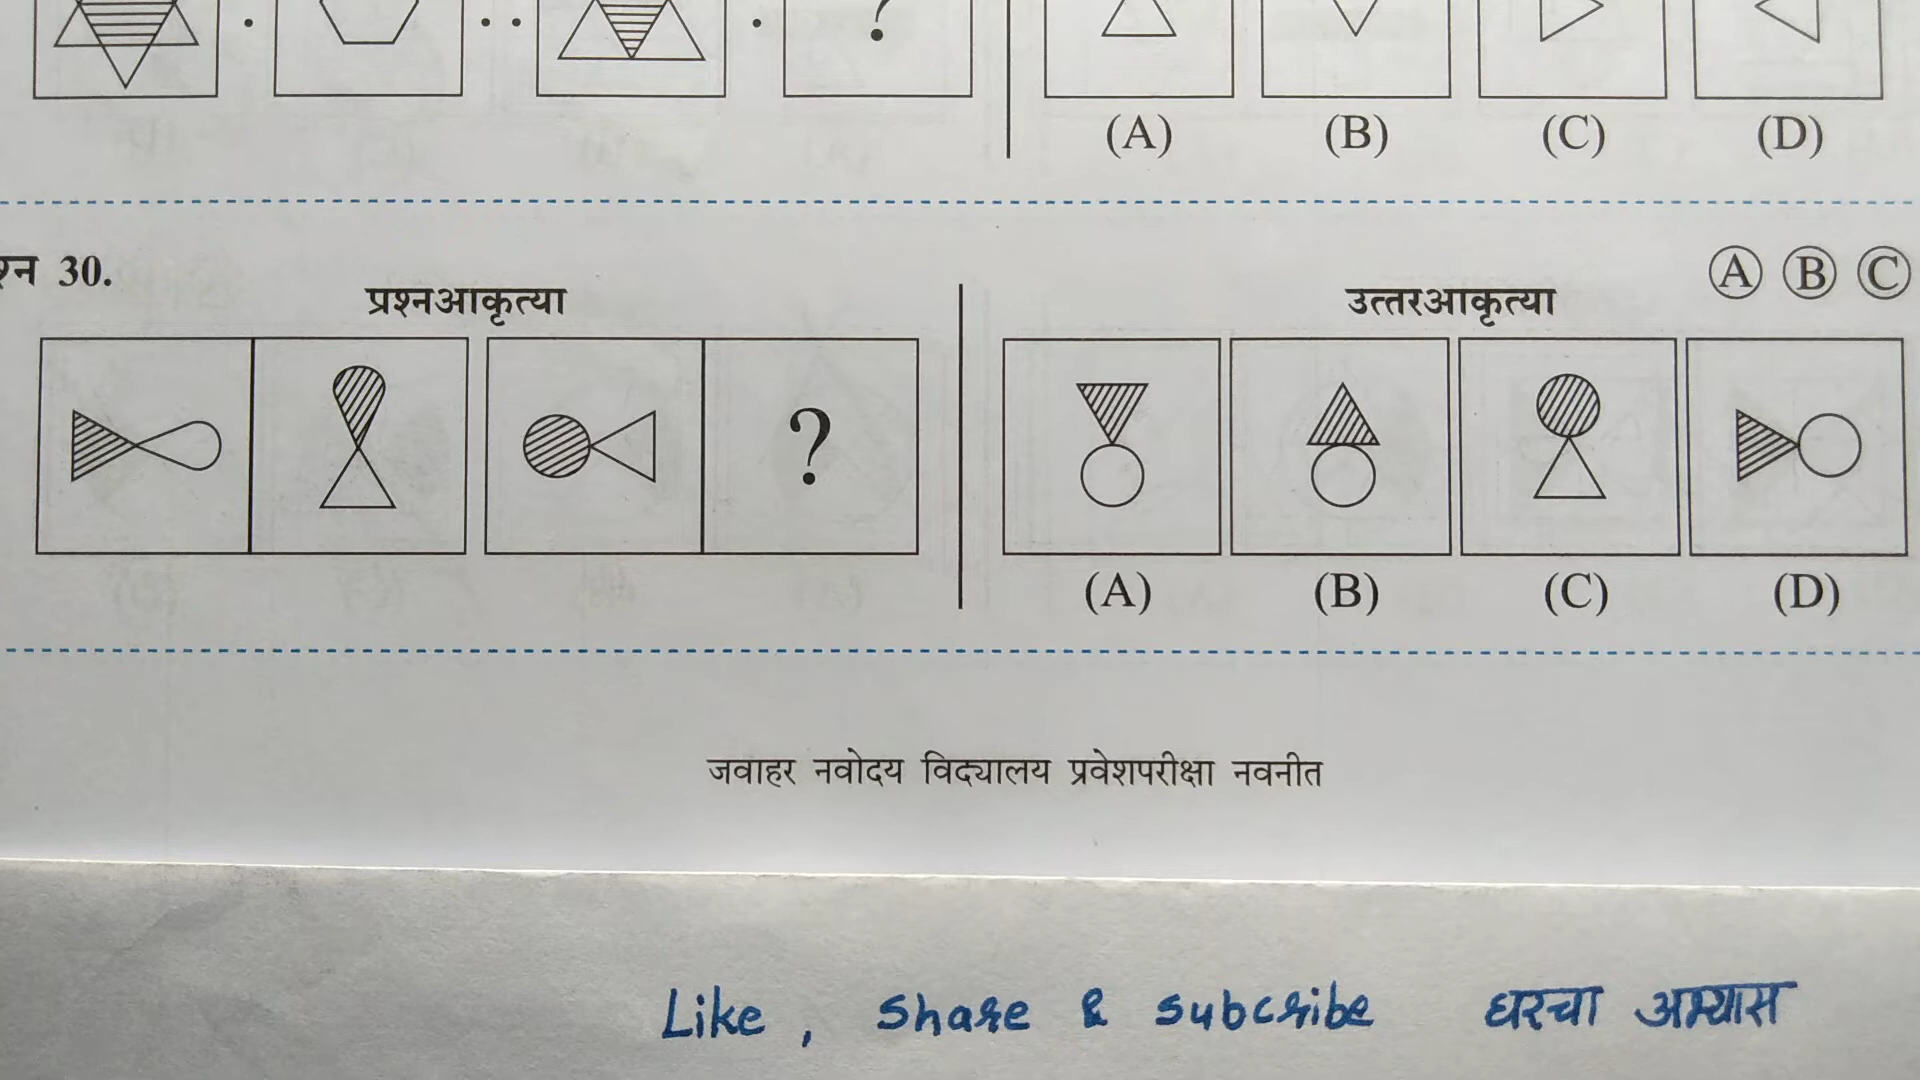 ?
(A) (B) (C) (D)
श्न 30.
Ⓐ Ⓑ Ⓒ
प्रश्नआकृत्या उत्तरआकृत्या
?
(A) (B) (C) (D)
जवाहर नवोदय विद्यालय प्रवेशपरीक्षा नवनीत
Like , Share & subcribe घरचा अभ्यास